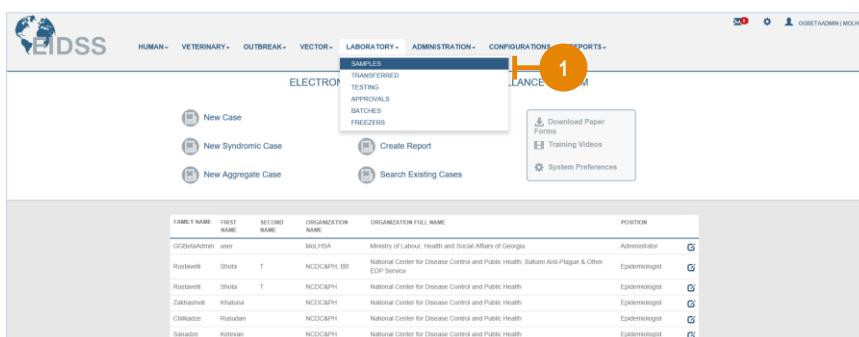 0
GGBETAADMIN | MOLH
EIDSS
HUMAN VETERINARY OUTBREAK VECTOR LABORATORY ADMINISTRATION CONFIGURATIONS REPORTS
SAMPLES
TRANSFERRED
TESTING
APPROVALS
BATCHES
FREEZERS
1
New Case
New Syndromic Case
New Aggregate Case
Create Report
Search Existing Cases
Download Paper
Forms
Training Videos
System Preferences
FAMILY NAME FIRST NAME SECOND NAME ORGANIZATION NAME ORGANIZATION FULL NAME POSITION
GGBetaAdmin user MoLHSA Ministry of Labour, Health and Social Affairs of Georgia Administrator
Rustaveli Shota T NCDC&PH, BB National Center for Disease Control and Public Health, Batumi Anti-Plague & Other
EDP Service Epidemiologist
Rustaveli Shota T NCDC&PH National Center for Disease Control and Public Health Epidemiologist
Zakhashvili Khatuna NCDC&PH National Center for Disease Control and Public Health Epidemiologist
Chlikadze Rusudan NCDC&PH National Center for Disease Control and Public Health Epidemiologist
Sanadze Ketevan NCDC&PH National Center for Disease Control and Public Health Epidemiologist